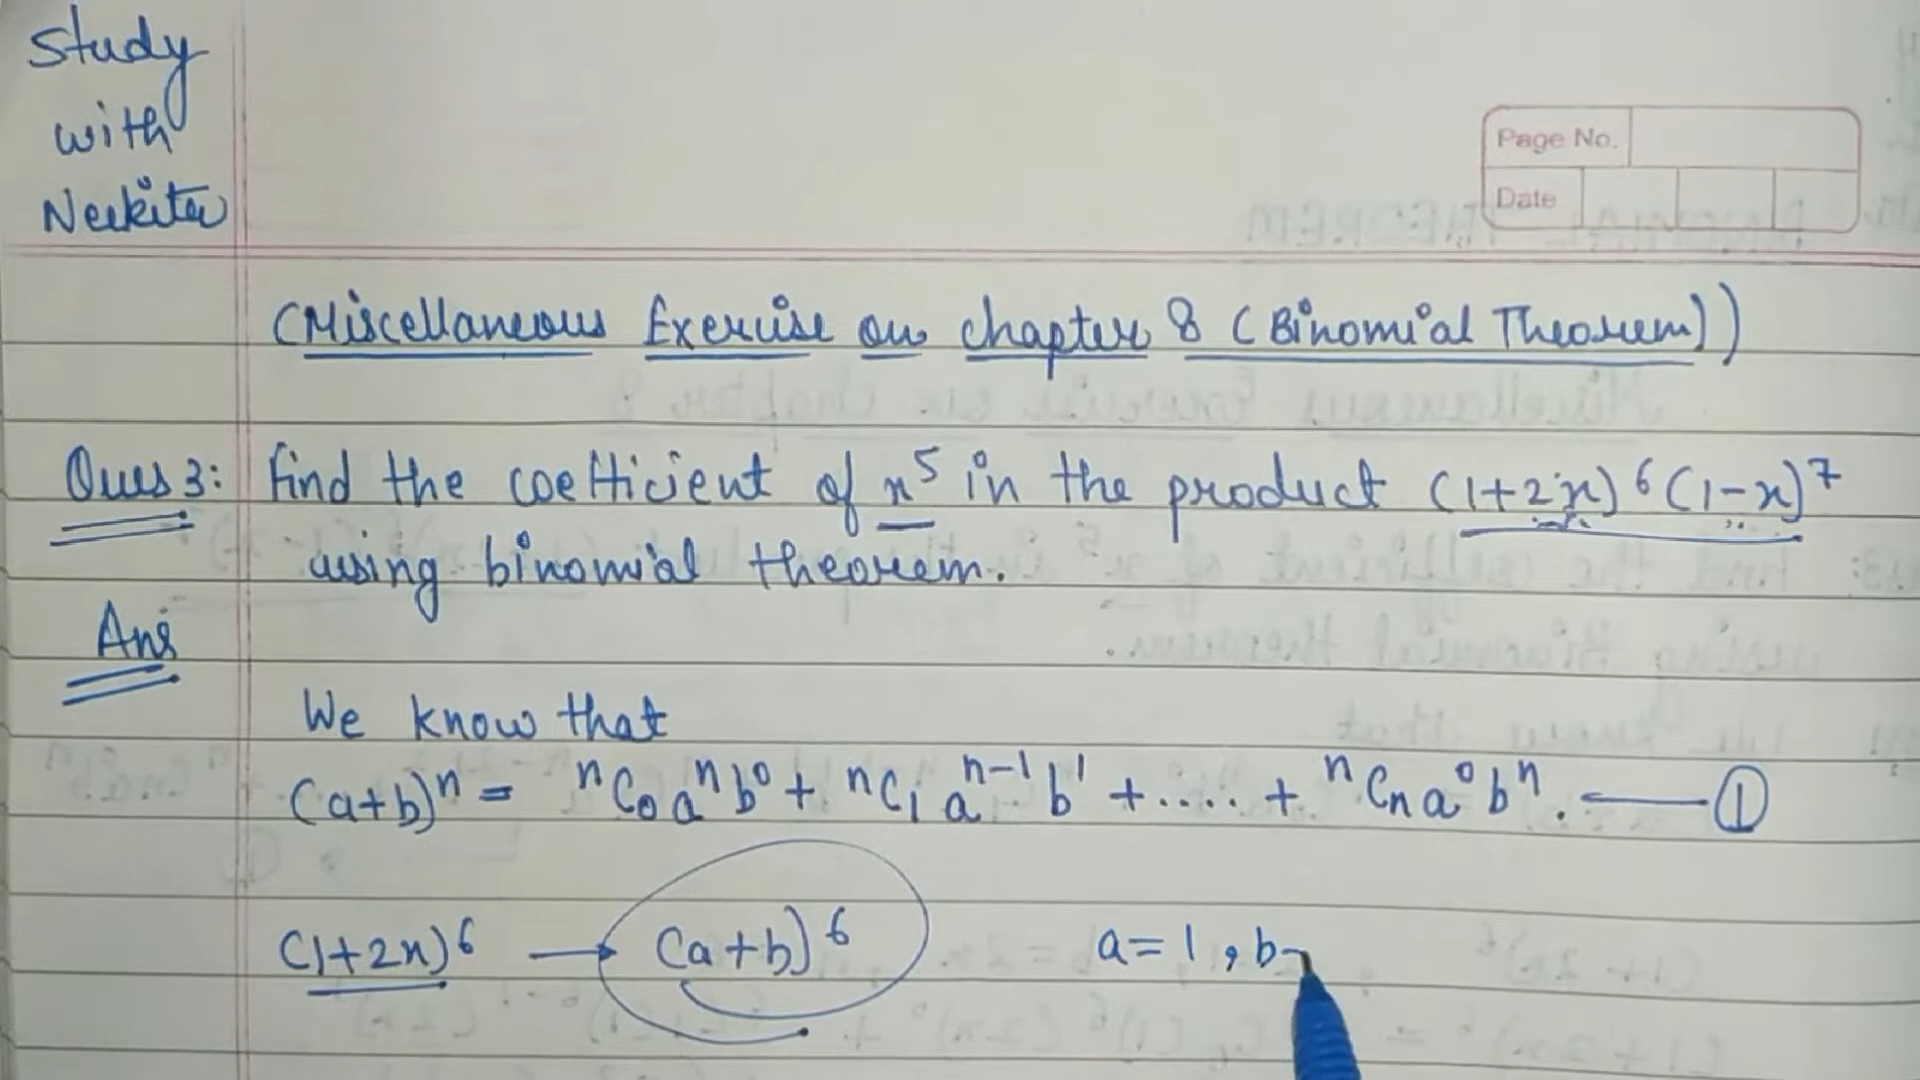 Study
with
Neekita
Page No.
Date
(Miscellaneous Exercise on chapter 8 (Binomial Theorem))
Ques 3: find the coefficient of x⁵ in the product (1+2x)⁶(1-x)⁷
using binomial theorem.
Ans
We know that
(a+b)ⁿ = ⁿC₀aⁿb⁰ + ⁿC₁aⁿ⁻¹b¹ + .... + ⁿCₙa⁰bⁿ. —— ①
(1+2x)⁶ → (a+b)⁶ a=1, b-